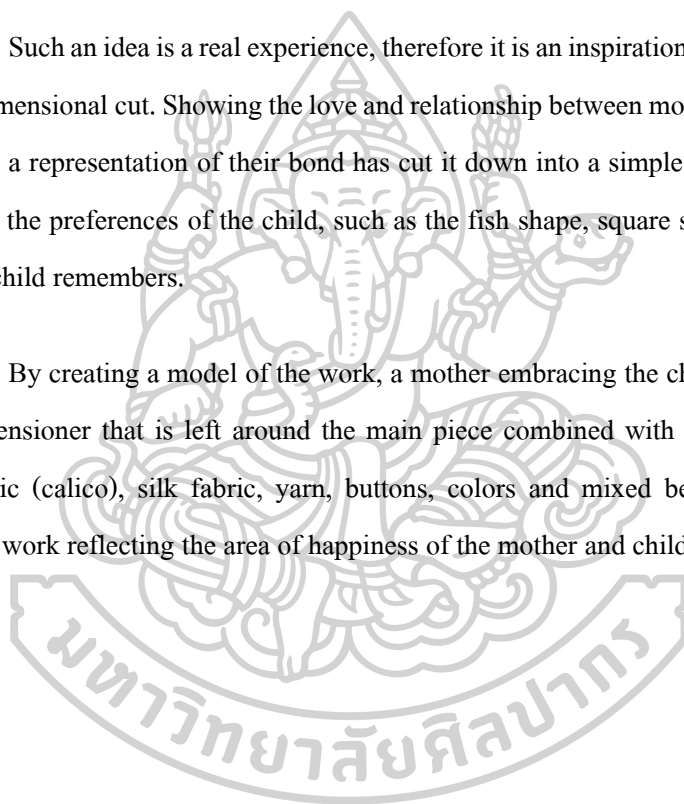 Such an idea is a real experience, therefore it is an inspiration
mensional cut. Showing the love and relationship between mo
a representation of their bond has cut it down into a simple
the preferences of the child, such as the fish shape, square s
child remembers.
By creating a model of the work, a mother embracing the ch
ensioner that is left around the main piece combined with
ic (calico), silk fabric, yarn, buttons, colors and mixed be
work reflecting the area of happiness of the mother and child
มหาวิทยาลัยศิลปากร